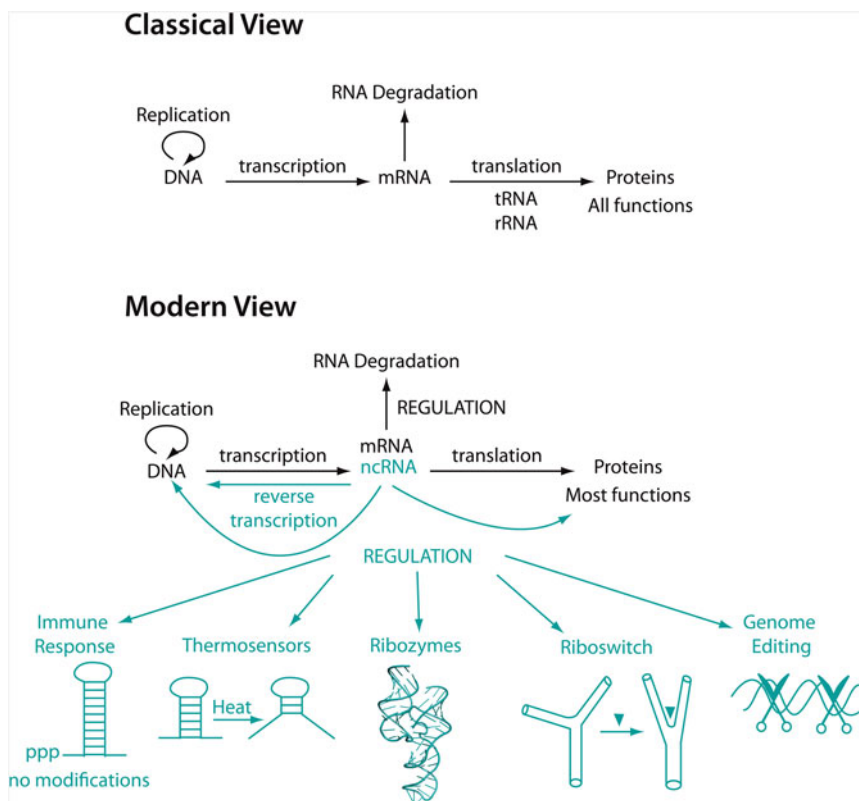 Classical View
RNA Degradation
Replication
DNA
transcription
mRNA
translation
tRNA
rRNA
Proteins
All functions
Modern View
RNA Degradation
REGULATION
Replication
DNA
transcription
mRNA
ncRNA
translation
Proteins
Most functions
reverse
transcription
REGULATION
Immune
Response
Thermosensors
Ribozymes
Riboswitch
Genome
Editing
Heat
ppp
no modifications